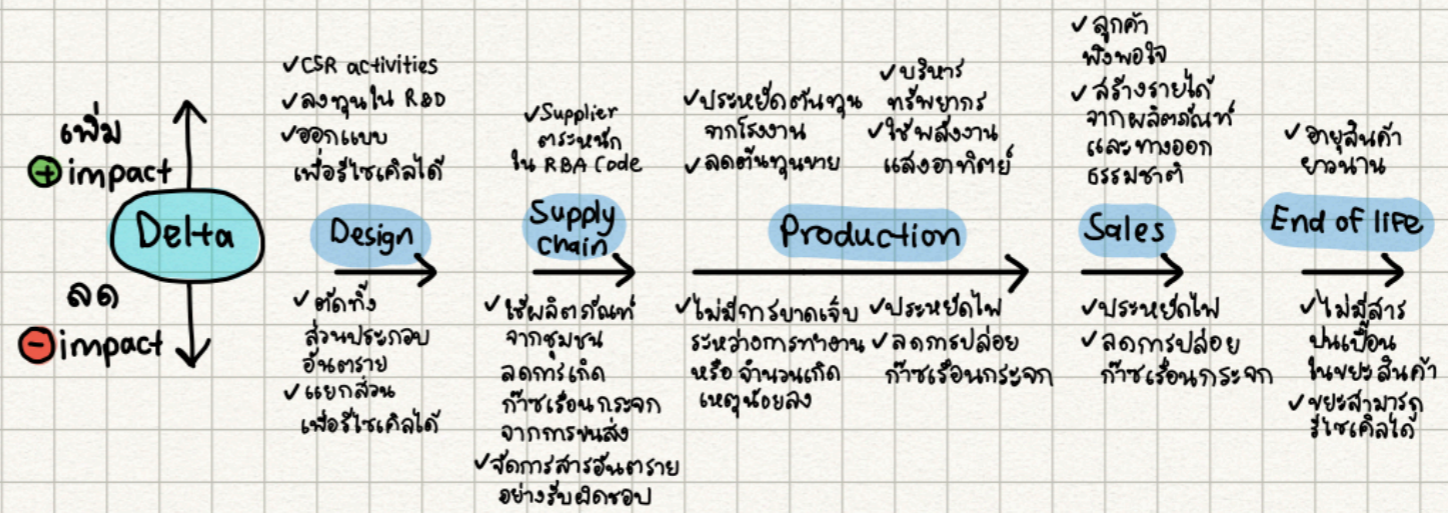 เพิ่ม
+ impact
Delta
ลด
- impact
✓CSR activities
✓ลงทุนใน R&D
✓ออกแบบ
เพื่อรีไซเคิลได้
Design
✓ตัดทิ้ง
ส่วนประกอบ
อันตราย
✓แยกส่วน
เพื่อรีไซเคิลได้
✓Supplier
ตระหนัก
ใน RBA Code
Supply
chain
✓ใช้ผลิตภัณฑ์
จากชุมชน
ลดการเกิด
ก๊าซเรือนกระจก
จากการขนส่ง
✓จัดการสารอันตราย
อย่างรับผิดชอบ
✓ประหยัดต้นทุน
จากโรงงาน
✓ลดต้นทุนขาย
✓บริหาร
ทรัพยากร
✓ใช้พลังงาน
แสงอาทิตย์
Production
✓ไม่มีการบาดเจ็บ
ระหว่างการทำงาน
หรือ จำนวนเกิด
เหตุน้อยลง
✓ประหยัดไฟ
✓ลดการปล่อย
ก๊าซเรือนกระจก
✓ลูกค้า
พึงพอใจ
✓สร้างรายได้
จากผลิตภัณฑ์
และทางออก
ธรรมชาติ
Sales
✓ประหยัดไฟ
✓ลดการปล่อย
ก๊าซเรือนกระจก
✓อายุสินค้า
ยาวนาน
End of life
✓ไม่มีสาร
ปนเปื้อน
ในขยะสินค้า
✓ขยะสามารถ
รีไซเคิลได้